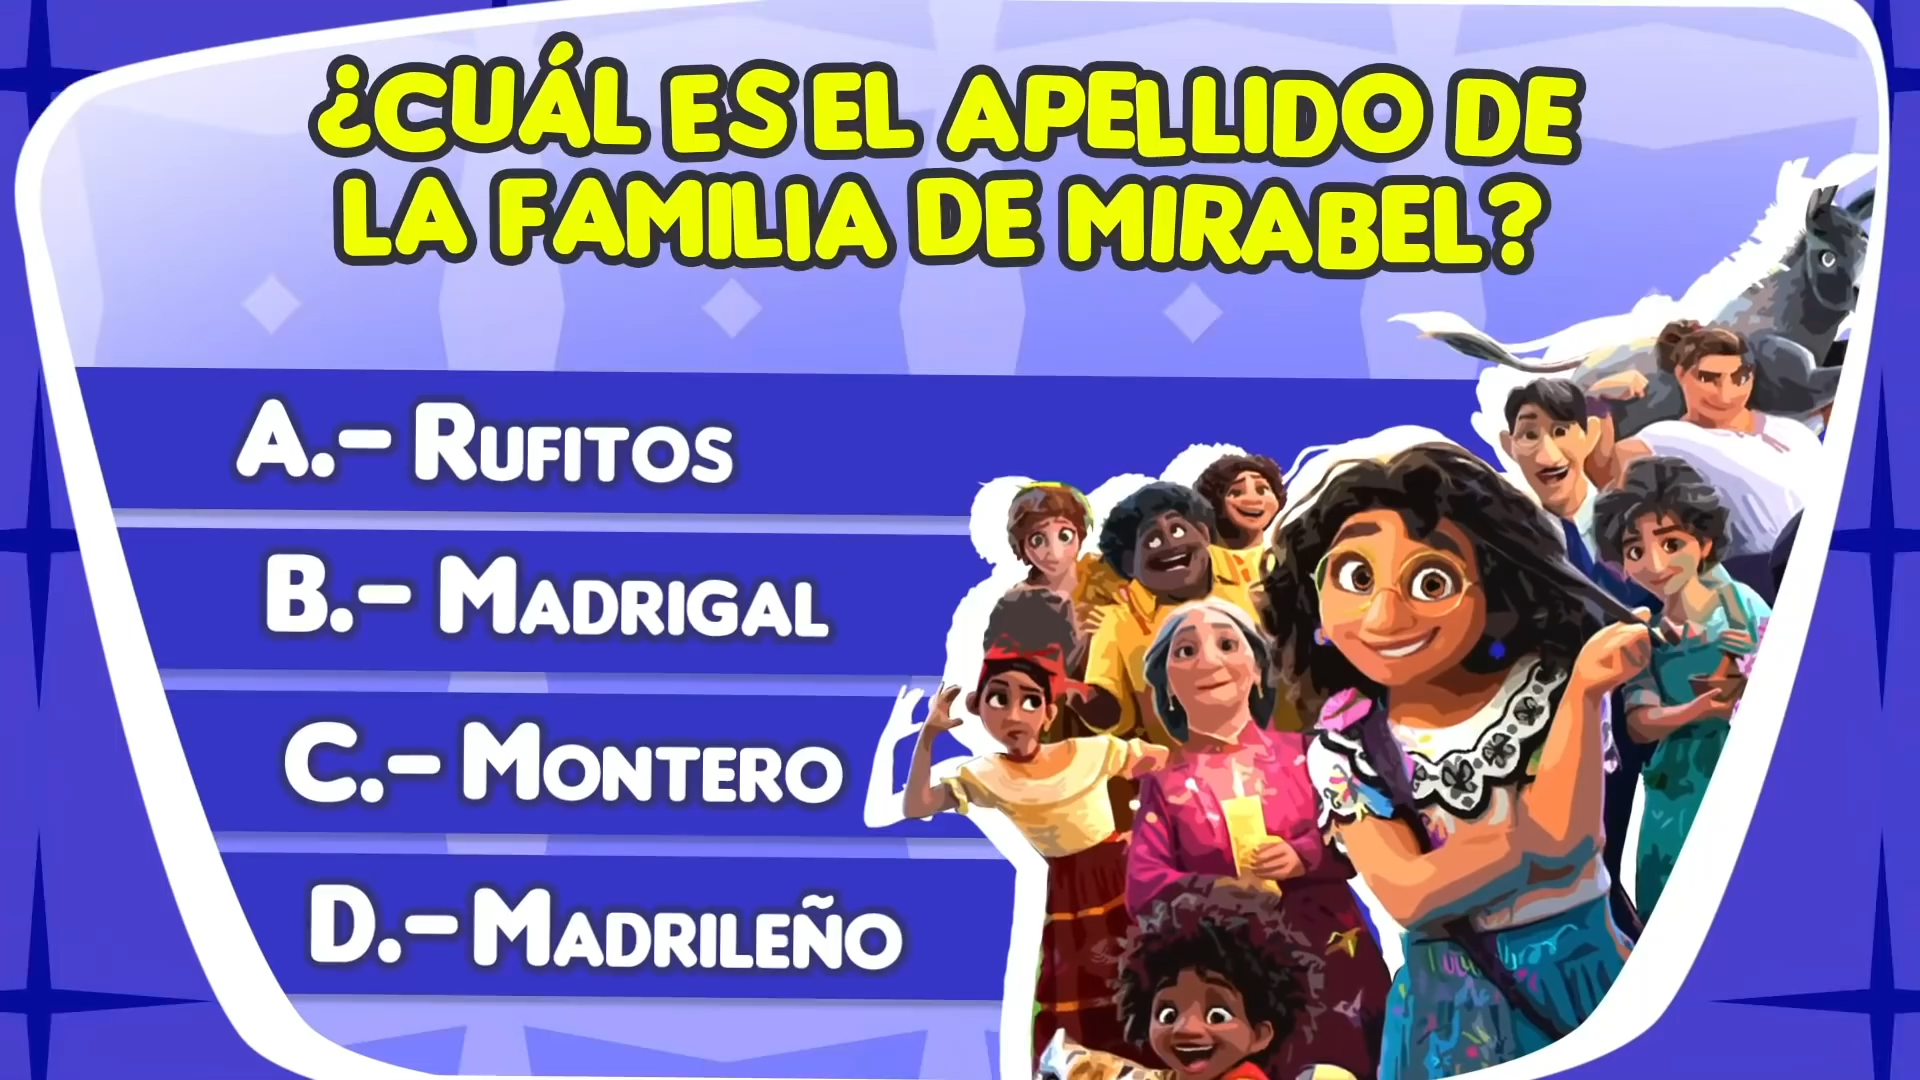 ¿CUÁL ES EL APELLIDO DE
LA FAMILIA DE MIRABEL?
A.- RUFITOS
B.- MADRIGAL
C.- MONTERO
D.- MADRILEÑO